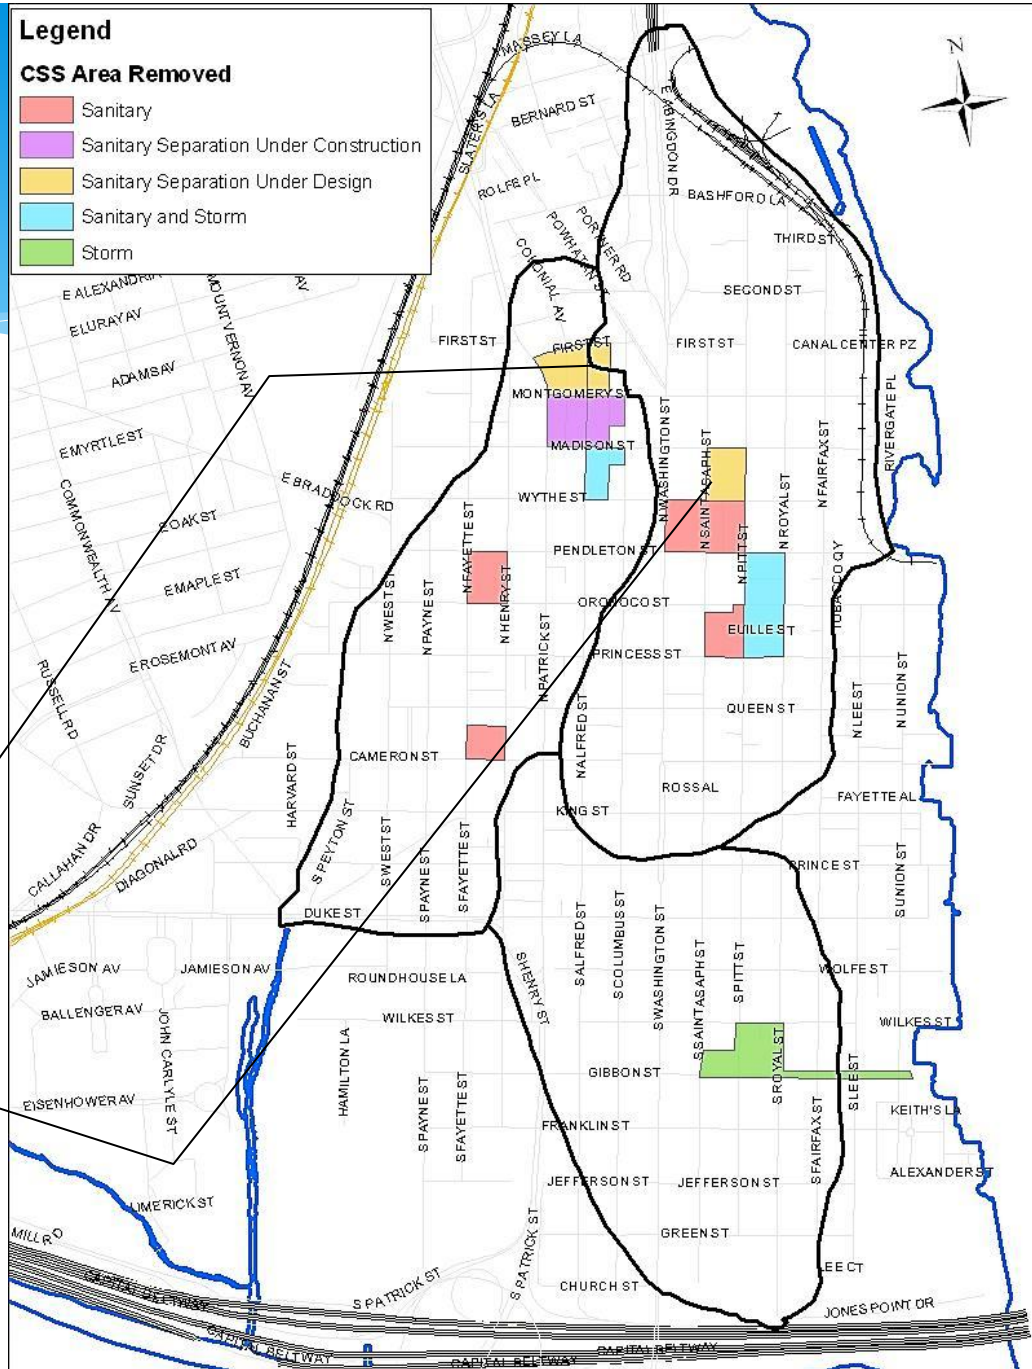 Legend
CSS Area Removed
Sanitary
Sanitary Separation Under Construction
Sanitary Separation Under Design
Sanitary and Storm
Storm
N
MASSEY LA
BERNARD ST
SLATER'S LA
E ABINGDON DR
ROLFE PL
BASHFORD LA
PORTNER RD
POWHATAN ST
THIRD ST
COLONIAL AV
E ALEXANDRIA
AV
MOUNT VERNON AV
SECOND ST
E LURAY AV
FIRST ST
FIRST ST
FIRST ST
CANAL CENTER PZ
ADAMS AV
MONTGOMERY ST
RIVERGATE PL
N WASHINGTON ST
N SAINT ASAPH ST
N FAIRFAX ST
E MYRTLE ST
MADISON ST
E BRADDOCK RD
WYTHE ST
N ROYAL ST
COMMONWEALTH AV
E OAK ST
N FAYETTE ST
PENDLETON ST
N PITT ST
TOBACCO QY
E MAPLE ST
N WEST ST
N PAYNE ST
N HENRY ST
ORONOCO ST
N PATRICK ST
EUILLE ST
E ROSEMONT AV
PRINCESS ST
RUSSELL RD
BUCHANAN ST
N LEE ST
N UNION ST
N ALFRED ST
QUEEN ST
SUNSET DR
HARVARD ST
CAMERON ST
ROSS AL
FAYETTE AL
KING ST
CALLAHAN DR
DIAGONAL RD
S PEYTON ST
S WEST ST
S PAYNE ST
S FAYETTE ST
PRINCE ST
S UNION ST
DUKE ST
S ALFRED ST
S COLUMBUS ST
S WASHINGTON ST
S SAINT ASAPH ST
S PITT ST
JAMIESON AV
JAMIESON AV
ROUNDHOUSE LA
S HENRY ST
WOLFE ST
BALLENGER AV
WILKES ST
WILKES ST
JOHN CARLYLE ST
HAMILTON LA
GIBBON ST
S ROYAL ST
S LEE ST
EISENHOWER AV
S PAYNE ST
S FAYETTE ST
FRANKLIN ST
S FAIRFAX ST
KEITH'S LA
JEFFERSON ST
JEFFERSON ST
ALEXANDER ST
LIMERICK ST
MILL RD
S PATRICK ST
GREEN ST
LEE CT
CAPITAL BELTWAY
S PATRICK ST
CHURCH ST
JONES POINT DR
CAPITAL BELTWAY
CAPITAL BELTWAY
CAPITAL BELTWAY